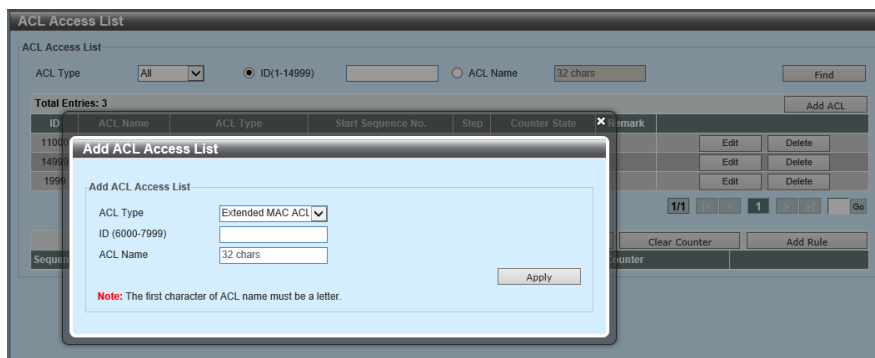 ACL Access List
ACL Access List
ACL Type All ID(1-14999) ACL Name 32 chars Find
Total Entries: 3 Add ACL
ID ACL Name ACL Type Start Sequence No. Step Counter State Remark
11000 Edit Delete
14999 Edit Delete
1999 Edit Delete
1/1 |< < 1 > >| Go
Clear Counter Add Rule
Sequen Counter
Add ACL Access List
Add ACL Access List
ACL Type Extended MAC ACL
ID (6000-7999)
ACL Name 32 chars
Apply
Note: The first character of ACL name must be a letter.